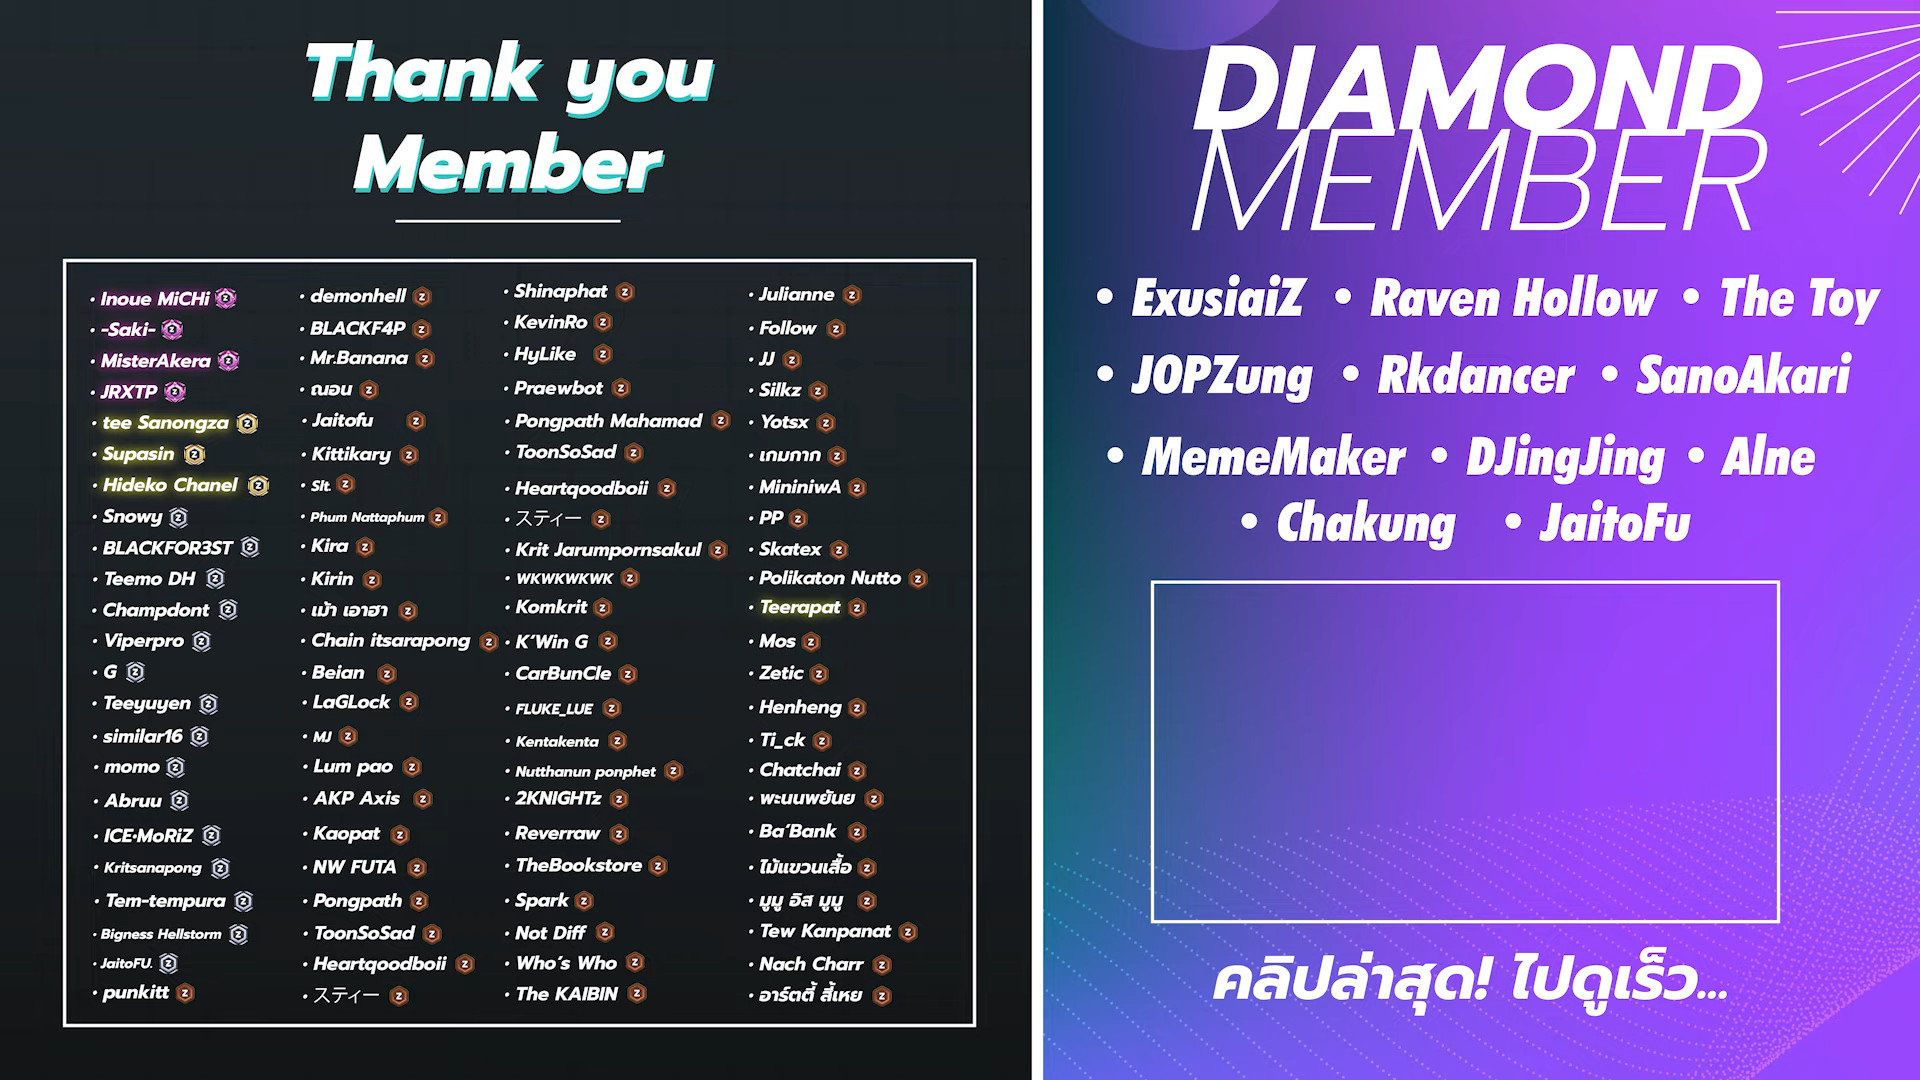 Thank you
Member
• Inoue MiCHi
• -Saki-
• MisterAkera
• JRXTP
• tee Sanongza
• Supasin
• Hideko Chanel
• Snowy
• BLACKFOR3ST
• Teemo DH
• Champdont
• Viperpro
• G
• Teeyuyen
• similar16
• momo
• Abruu
• ICE•MoRiZ
• Kritsanapong
• Tem-tempura
• Bigness Hellstorm
• JaitoFU.
• punkitt
• demonhell
• BLACKF4P
• Mr.Banana
• ณอน
• Jaitofu
• Kittikary
• Slt.
• Phum Nattaphum
• Kira
• Kirin
• เม้า เอาฮา
• Chain itsarapong
• Beian
• LaGLock
• MJ
• Lum pao
• AKP Axis
• Kaopat
• NW FUTA
• Pongpath
• ToonSoSad
• Heartqoodboii
• スティー
• Shinaphat
• KevinRo
• HyLike
• Praewbot
• Pongpath Mahamad
• ToonSoSad
• Heartqoodboii
• スティー
• Krit Jarumpornsakul
• WKWKWKWK
• Komkrit
• K'Win G
• CarBunCle
• FLUKE_LUE
• Kentakenta
• Nutthanun ponphet
• 2KNIGHTz
• Reverraw
• TheBookstore
• Spark
• Not Diff
• Who's Who
• The KAIBIN
• Julianne
• Follow
• JJ
• Silkz
• Yotsx
• เกมกาก
• MininiwA
• PP
• Skatex
• Polikaton Nutto
• Teerapat
• Mos
• Zetic
• Henheng
• Ti_ck
• Chatchai
• พะนนพยันย
• Ba'Bank
• ไม้แขวนเสื้อ
• มูมู อิส มูมู
• Tew Kanpanat
• Nach Charr
• อาร์ตตี้ สี้เหย
DIAMOND
MEMBER
• ExusiaiZ • Raven Hollow • The Toy
• JOPZung • Rkdancer • SanoAkari
• MemeMaker • DJingJing • Alne
• Chakung • JaitoFu
คลิปล่าสุด! ไปดูเร็ว...